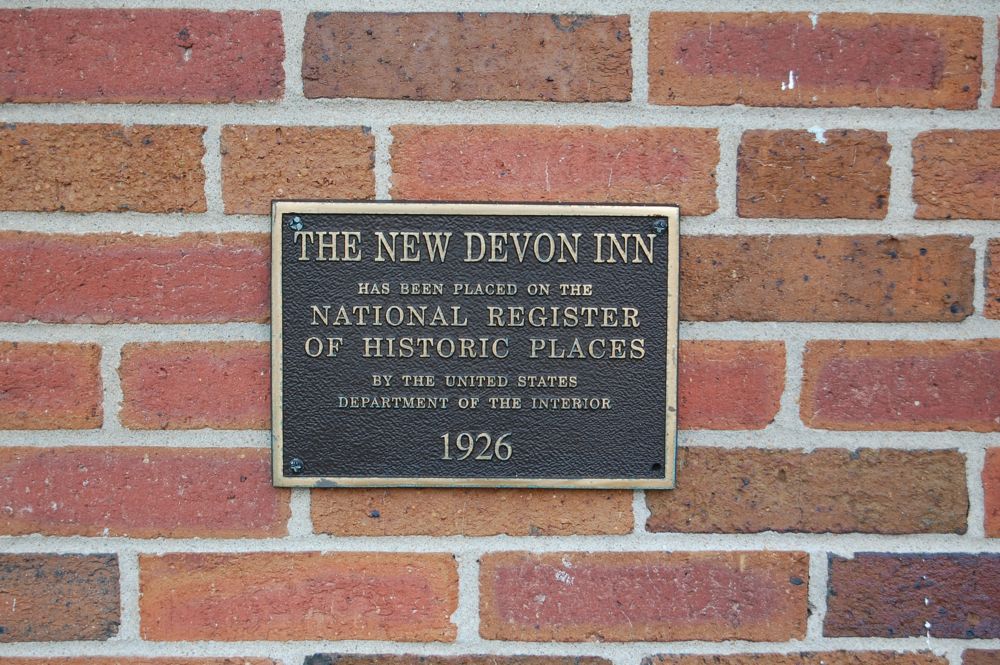 THE NEW DEVON INN
HAS BEEN PLACED ON THE
NATIONAL REGISTER
OF HISTORIC PLACES
BY THE UNITED STATES
DEPARTMENT OF THE INTERIOR
1926